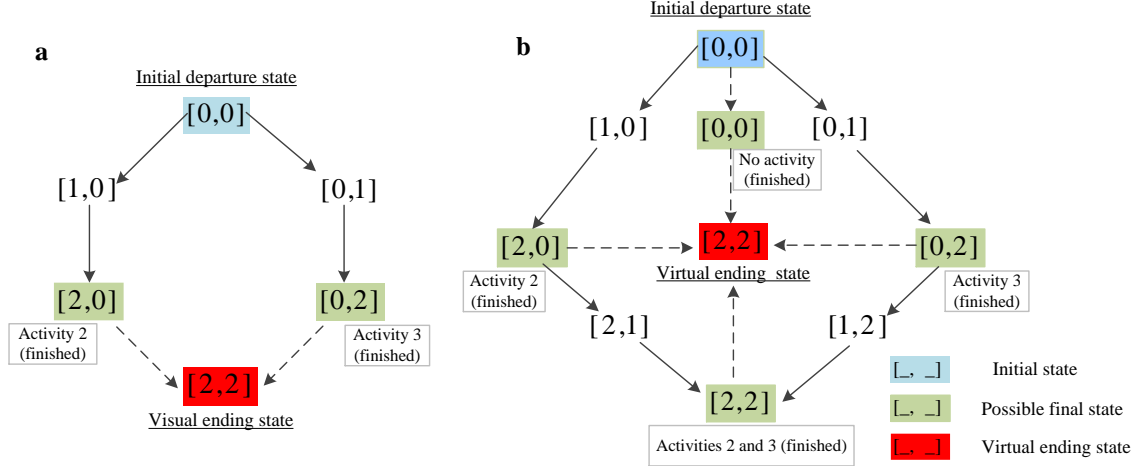 a
Initial departure state
[0,0]
[1,0]
[0,1]
[2,0]
[0,2]
Activity 2
(finished)
Activity 3
(finished)
[2,2]
Visual ending state
b
Initial departure state
[0,0]
[1,0]
[0,0]
[0,1]
No activity
(finished)
[2,0]
[2,2]
[0,2]
Activity 2
(finished)
Virtual ending state
Activity 3
(finished)
[2,1]
[1,2]
[2,2]
Activities 2 and 3 (finished)
[_, _] Initial state
[_, _] Possible final state
[_, _] Virtual ending state